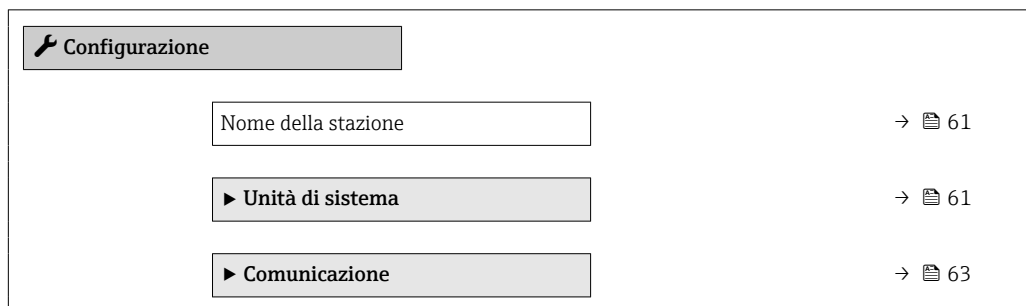 Configurazione
Nome della stazione → 61
▶ Unità di sistema → 61
▶ Comunicazione → 63